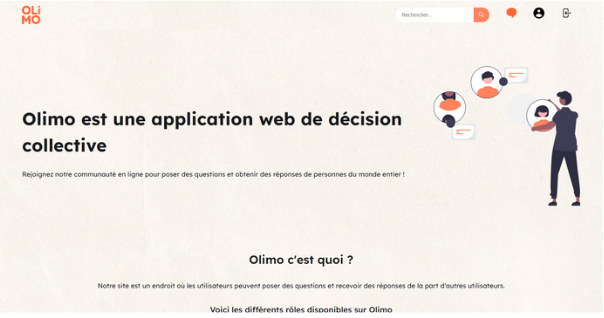 OLi
MO
Rechercher...
Olimo est une application web de décision
collective
Rejoignez notre communauté en ligne pour poser des questions et obtenir des réponses de personnes du monde entier !
Olimo c'est quoi ?
Notre site est un endroit où les utilisateurs peuvent poser des questions et recevoir des réponses de la part d'autres utilisateurs.
Voici les différents rôles disponibles sur Olimo